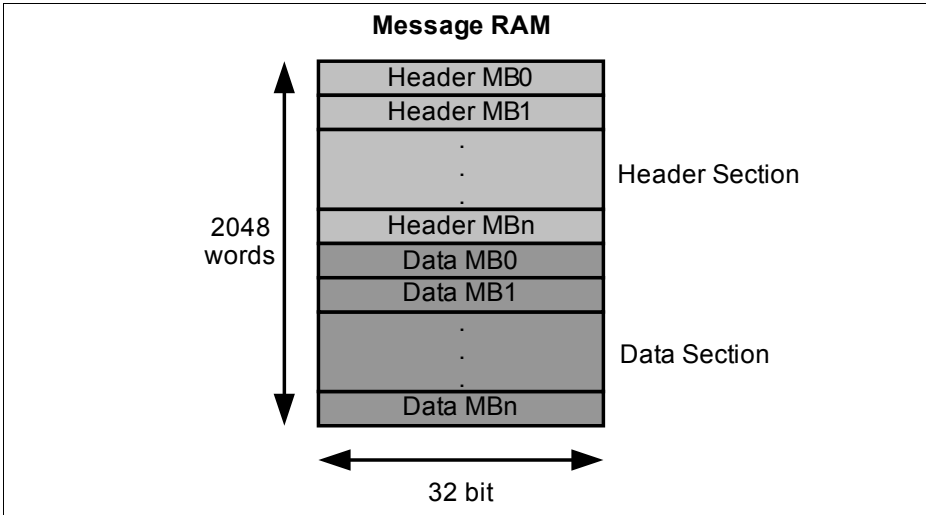 Message RAM
Header MB0
Header MB1
.
.
.
Header Section
Header MBn
2048
words
Data MB0
Data MB1
.
.
.
Data Section
Data MBn
32 bit